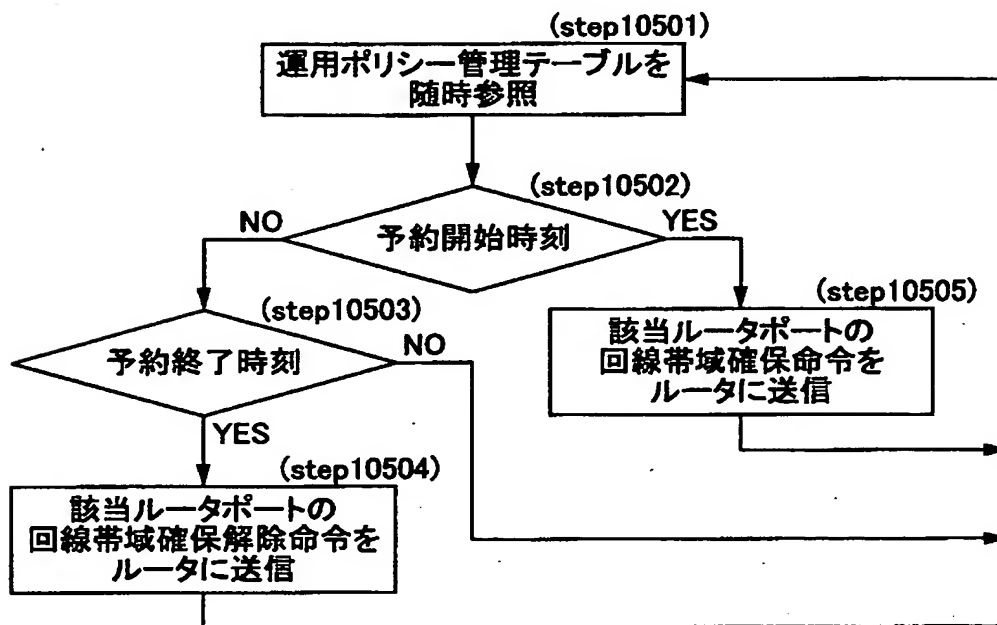 (step10501)
運用ポリシー管理テーブルを
随時参照
(step10502)
NO
予約開始時刻
YES
(step10503)
予約終了時刻
NO
(step10505)
該当ルータポートの
回線帯域確保命令を
ルータに送信
YES
(step10504)
該当ルータポートの
回線帯域確保解除命令を
ルータに送信